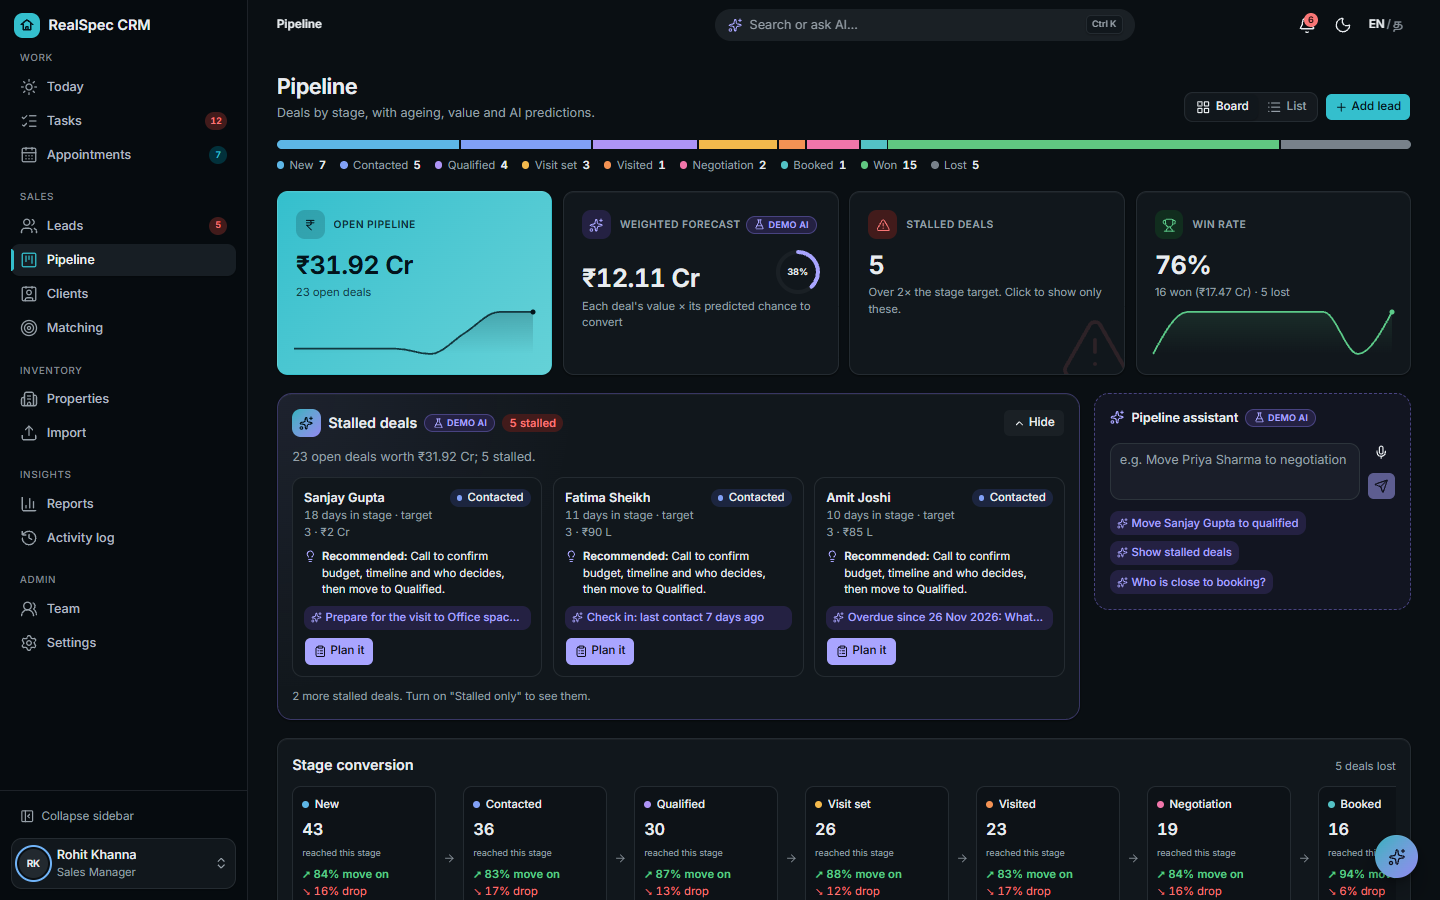 RealSpec CRM
WORK
Today
Tasks
12
Appointments
7
SALES
Leads
5
Pipeline
Clients
Matching
INVENTORY
Properties
Import
INSIGHTS
Reports
Activity log
ADMIN
Team
Settings
Collapse sidebar
RK
Rohit Khanna
Sales Manager
Pipeline
Search or ask AI...
Ctrl K
6
EN / த
Pipeline
Deals by stage, with ageing, value and AI predictions.
Board
List
+ Add lead
New 7
Contacted 5
Qualified 4
Visit set 3
Visited 1
Negotiation 2
Booked 1
Won 15
Lost 5
₹
OPEN PIPELINE
₹31.92 Cr
23 open deals
WEIGHTED FORECAST
DEMO AI
₹12.11 Cr
38%
Each deal's value × its predicted chance to
convert
STALLED DEALS
5
Over 2× the stage target. Click to show only
these.
WIN RATE
76%
16 won (₹17.47 Cr) · 5 lost
Stalled deals
DEMO AI
5 stalled
Hide
23 open deals worth ₹31.92 Cr; 5 stalled.
Sanjay Gupta
Contacted
18 days in stage · target
3 · ₹2 Cr
Recommended: Call to confirm
budget, timeline and who decides,
then move to Qualified.
Prepare for the visit to Office spac...
Plan it
Fatima Sheikh
Contacted
11 days in stage · target
3 · ₹90 L
Recommended: Call to confirm
budget, timeline and who decides,
then move to Qualified.
Check in: last contact 7 days ago
Plan it
Amit Joshi
Contacted
10 days in stage · target
3 · ₹85 L
Recommended: Call to confirm
budget, timeline and who decides,
then move to Qualified.
Overdue since 26 Nov 2026: What...
Plan it
2 more stalled deals. Turn on "Stalled only" to see them.
Pipeline assistant
DEMO AI
e.g. Move Priya Sharma to negotiation
Move Sanjay Gupta to qualified
Show stalled deals
Who is close to booking?
Stage conversion
5 deals lost
New
43
reached this stage
↗ 84% move on
↘ 16% drop
→
Contacted
36
reached this stage
↗ 83% move on
↘ 17% drop
→
Qualified
30
reached this stage
↗ 87% move on
↘ 13% drop
→
Visit set
26
reached this stage
↗ 88% move on
↘ 12% drop
→
Visited
23
reached this stage
↗ 83% move on
↘ 17% drop
→
Negotiation
19
reached this stage
↗ 84% move on
↘ 16% drop
→
Booked
16
reached
↗ 94%
↘ 6% drop